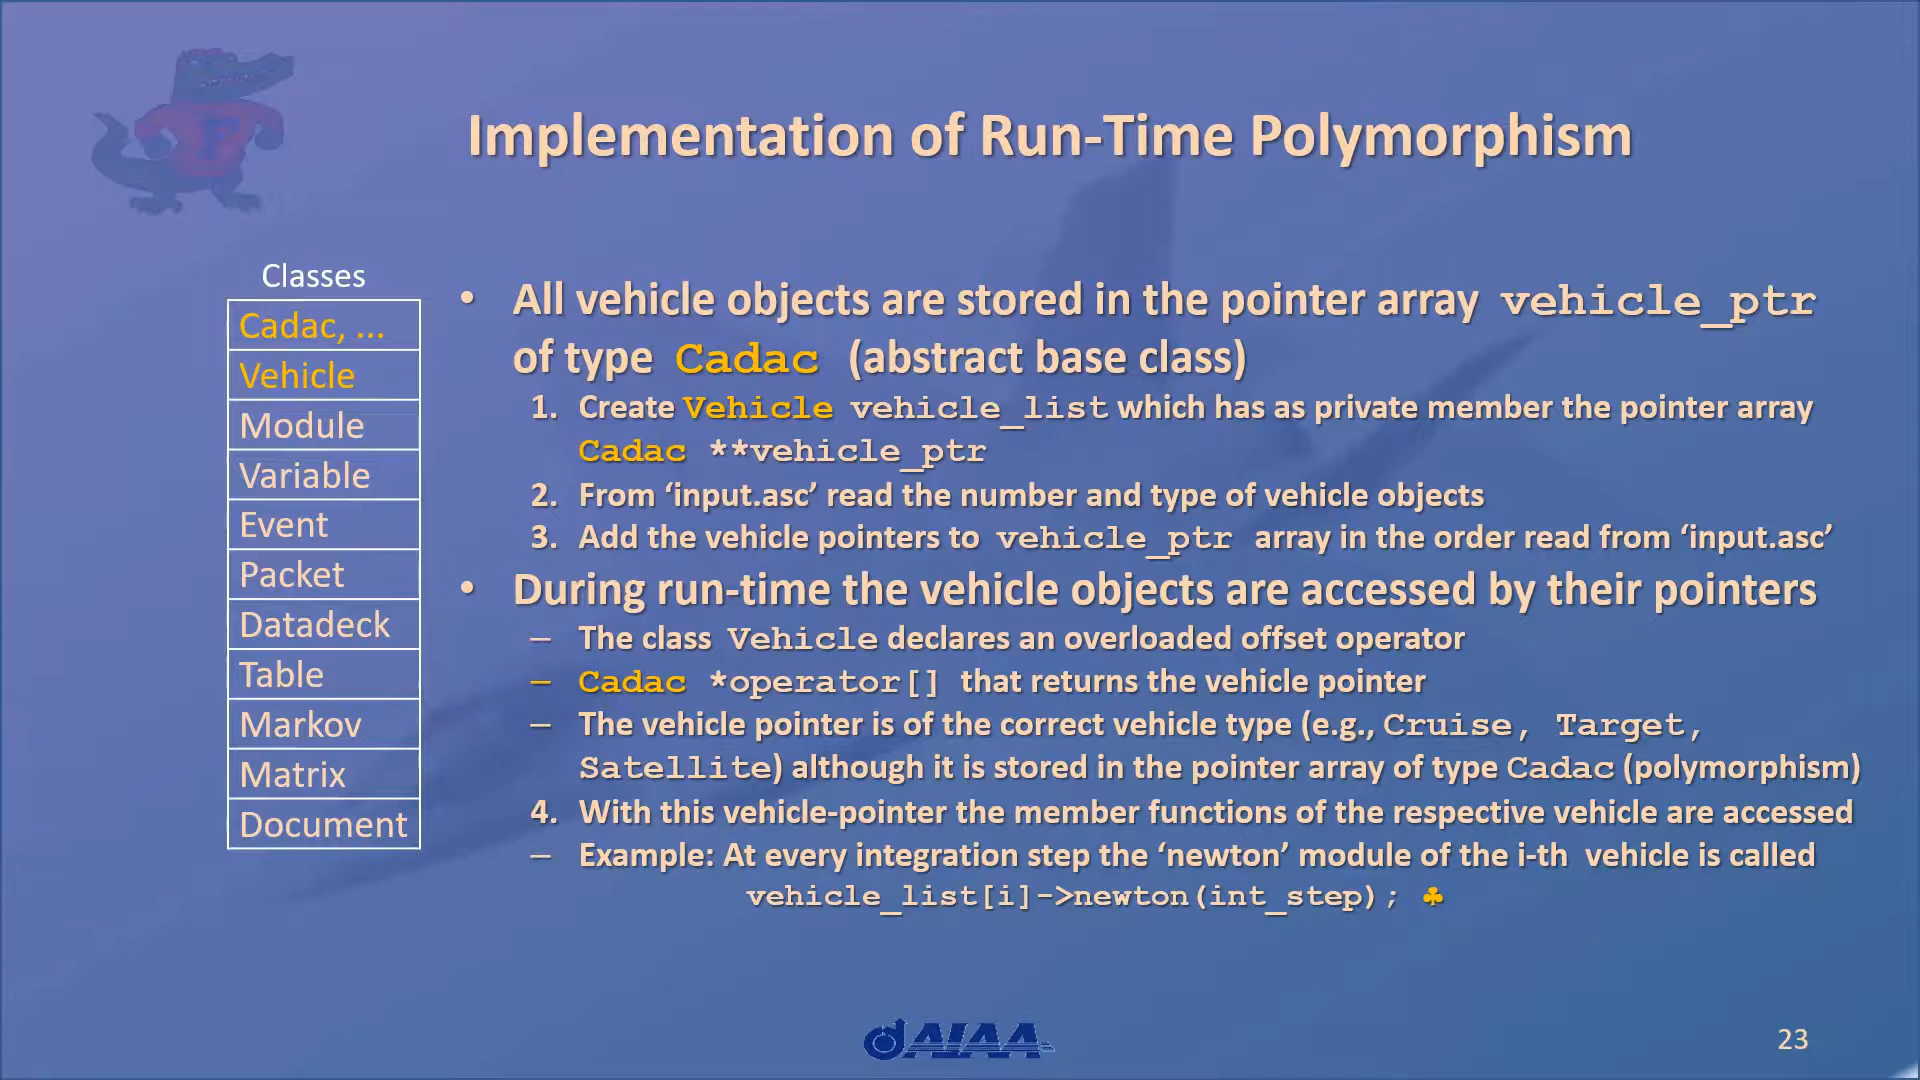 Implementation of Run-Time Polymorphism
Classes
Cadac, ...
Vehicle
Module
Variable
Event
Packet
Datadeck
Table
Markov
Matrix
Document
• All vehicle objects are stored in the pointer array vehicle_ptr
of type Cadac (abstract base class)
1. Create Vehicle vehicle_list which has as private member the pointer array
Cadac **vehicle_ptr
2. From ‘input.asc’ read the number and type of vehicle objects
3. Add the vehicle pointers to vehicle_ptr array in the order read from ‘input.asc’
• During run-time the vehicle objects are accessed by their pointers
– The class Vehicle declares an overloaded offset operator
– Cadac *operator[] that returns the vehicle pointer
– The vehicle pointer is of the correct vehicle type (e.g., Cruise, Target,
Satellite) although it is stored in the pointer array of type Cadac (polymorphism)
4. With this vehicle-pointer the member functions of the respective vehicle are accessed
– Example: At every integration step the ‘newton’ module of the i-th vehicle is called
vehicle_list[i]->newton(int_step); ♣
AIAA
23